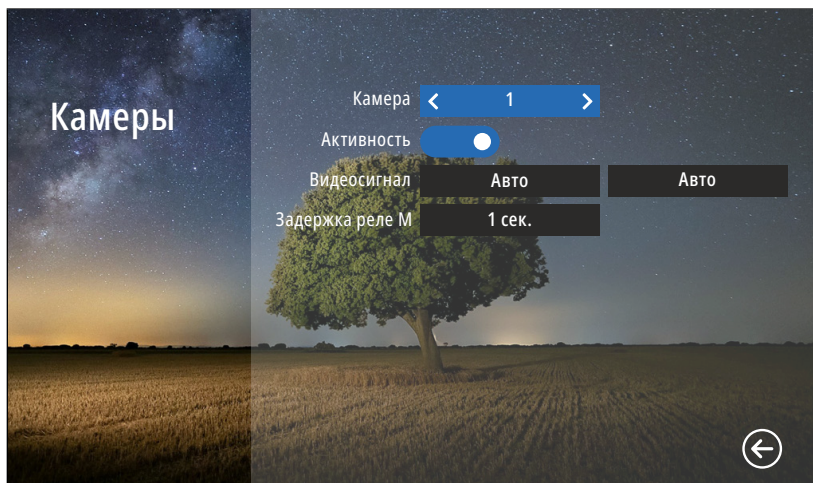 Камеры
Камера 1
Активность
Видеосигнал Авто Авто
Задержка реле М 1 сек.